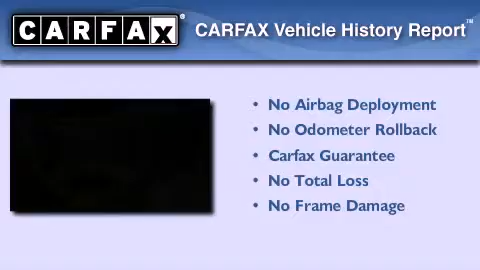 CARFAX® CARFAX Vehicle History Report™
• No Airbag Deployment
• No Odometer Rollback
• Carfax Guarantee
• No Total Loss
• No Frame Damage